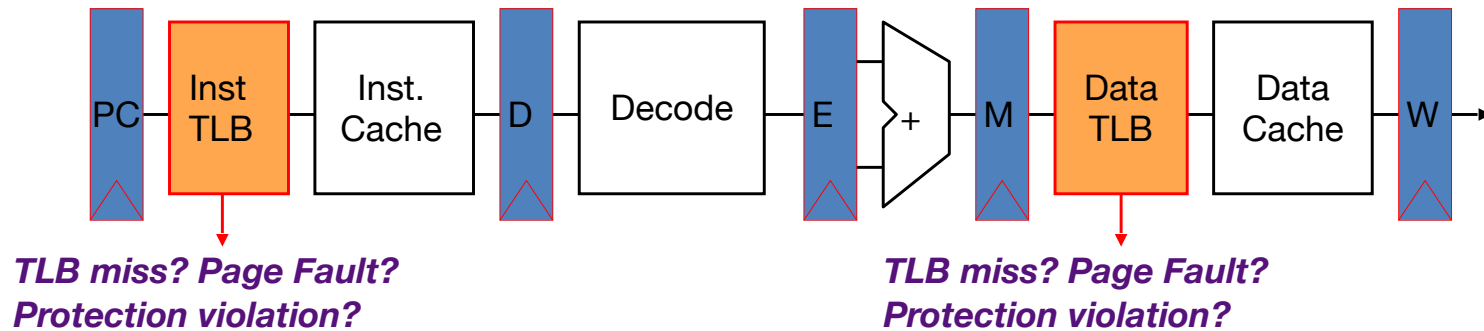 PC
Inst
TLB
Inst.
Cache
D
Decode
E
+
M
Data
TLB
Data
Cache
W
TLB miss? Page Fault?
Protection violation?
TLB miss? Page Fault?
Protection violation?